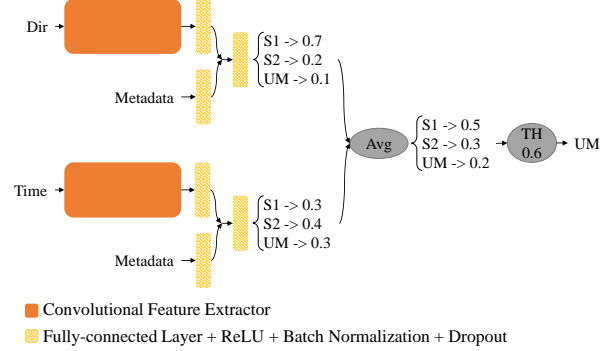 Dir
Metadata
S1 -> 0.7
S2 -> 0.2
UM -> 0.1
Time
Metadata
S1 -> 0.3
S2 -> 0.4
UM -> 0.3
Avg
S1 -> 0.5
S2 -> 0.3
UM -> 0.2
TH
0.6
UM
Convolutional Feature Extractor
Fully-connected Layer + ReLU + Batch Normalization + Dropout